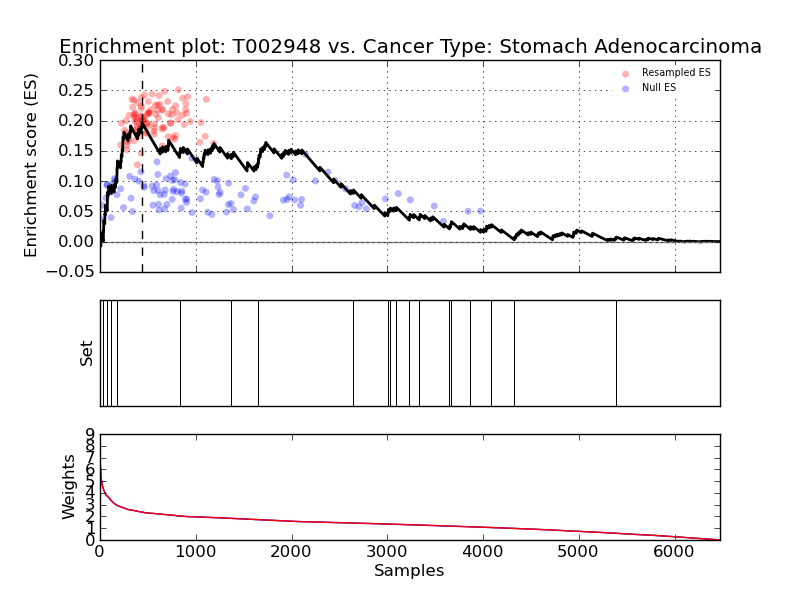 Enrichment plot: T002948 vs. Cancer Type: Stomach Adenocarcinoma
Enrichment score (ES)
0.30
0.25
0.20
0.15
0.10
0.05
0.00
−0.05
Resampled ES
Null ES
Set
Weights
9
8
7
6
5
4
3
2
1
0
0 1000 2000 3000 4000 5000 6000
Samples